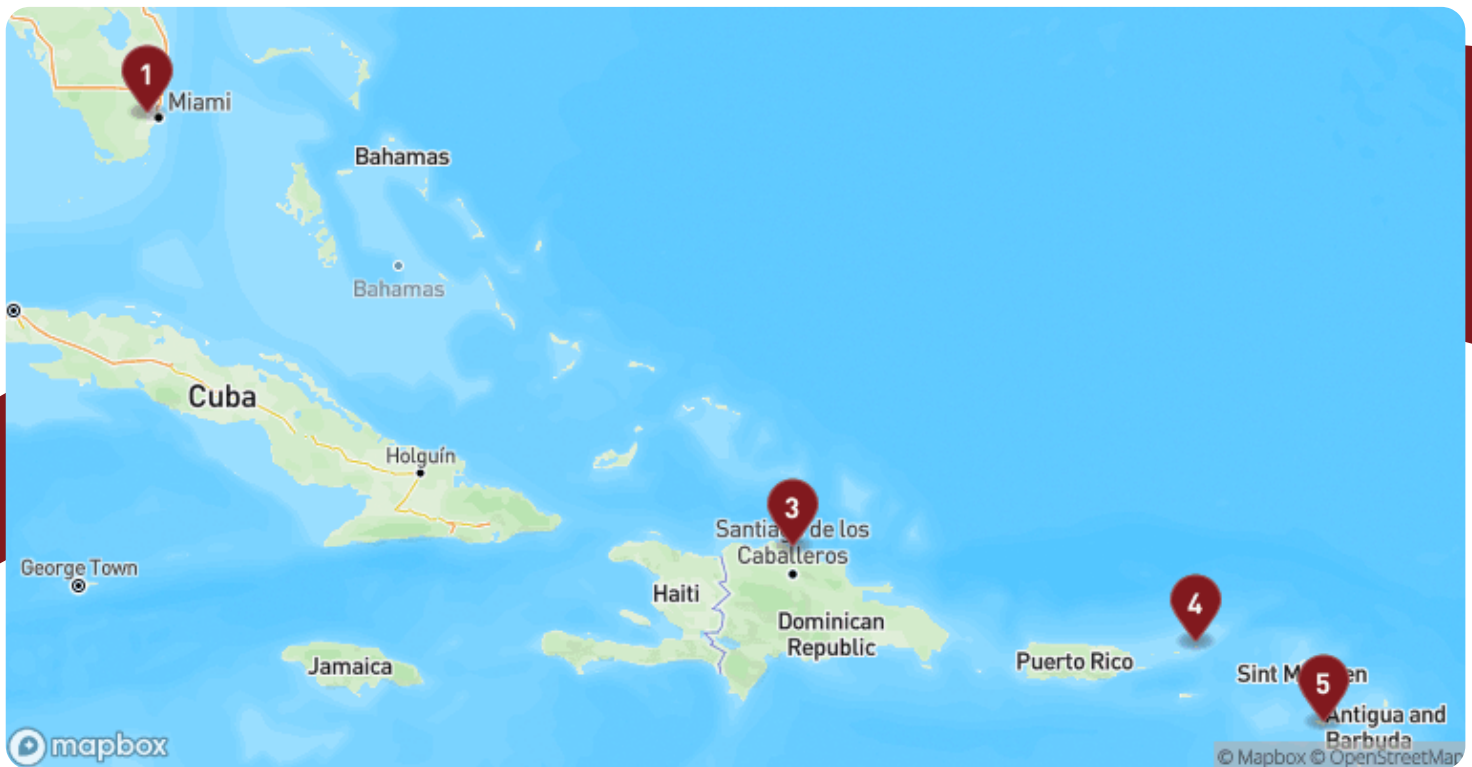 1
Miami
Bahamas
Bahamas
Cuba
Holguín
3
Santiag de los
Caballeros
George Town
Haiti
Dominican
Republic
4
Jamaica
Puerto Rico
Sint M en
5
Antigua and
Barbuda
mapbox
© Mapbox © OpenStreetMap